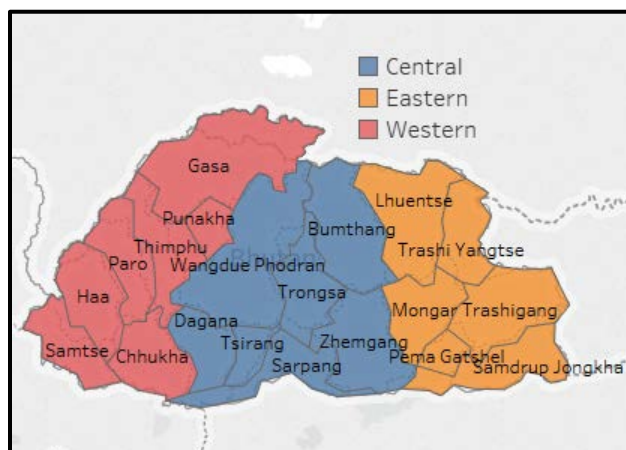 Central
Eastern
Western
Gasa
Punakha
Thimphu
Paro
Haa
Samtse
Chhukha
Wangdue Phodran
Bumthang
Trongsa
Dagana
Tsirang
Sarpang
Zhemgang
Lhuentse
Trashi Yangtse
Mongar
Trashigang
Pema Gatshel
Samdrup Jongkha